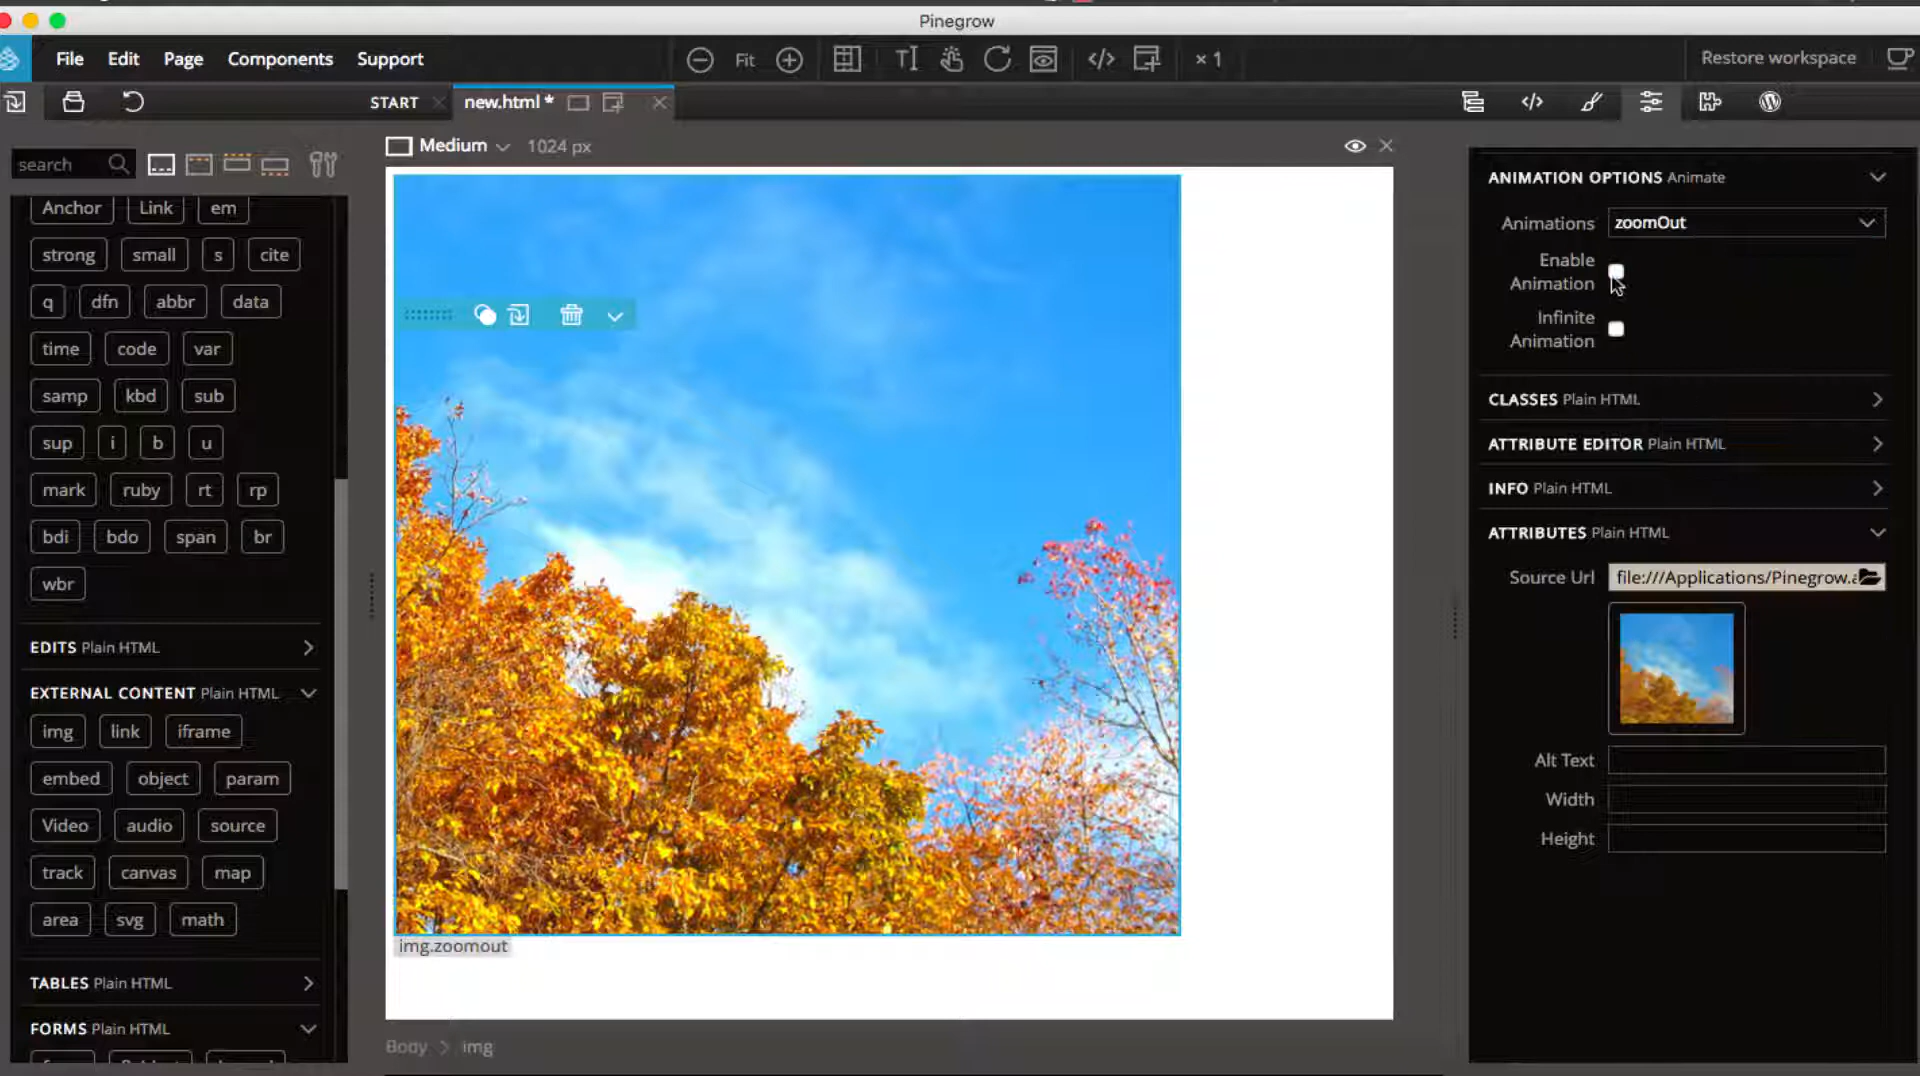 Pinegrow
File Edit Page Components Support
Fit
× 1
Restore workspace
START
new.html *
search
Medium 1024 px
Anchor Link em
strong small s cite
q dfn abbr data
time code var
samp kbd sub
sup i b u
mark ruby rt rp
bdi bdo span br
wbr
EDITS Plain HTML
EXTERNAL CONTENT Plain HTML
img link iframe
embed object param
Video audio source
track canvas map
area svg math
TABLES Plain HTML
FORMS Plain HTML
img.zoomout
Body > img
ANIMATION OPTIONS Animate
Animations zoomOut
Enable
Animation
Infinite
Animation
CLASSES Plain HTML
ATTRIBUTE EDITOR Plain HTML
INFO Plain HTML
ATTRIBUTES Plain HTML
Source Url file:///Applications/Pinegrow.a
Alt Text
Width
Height